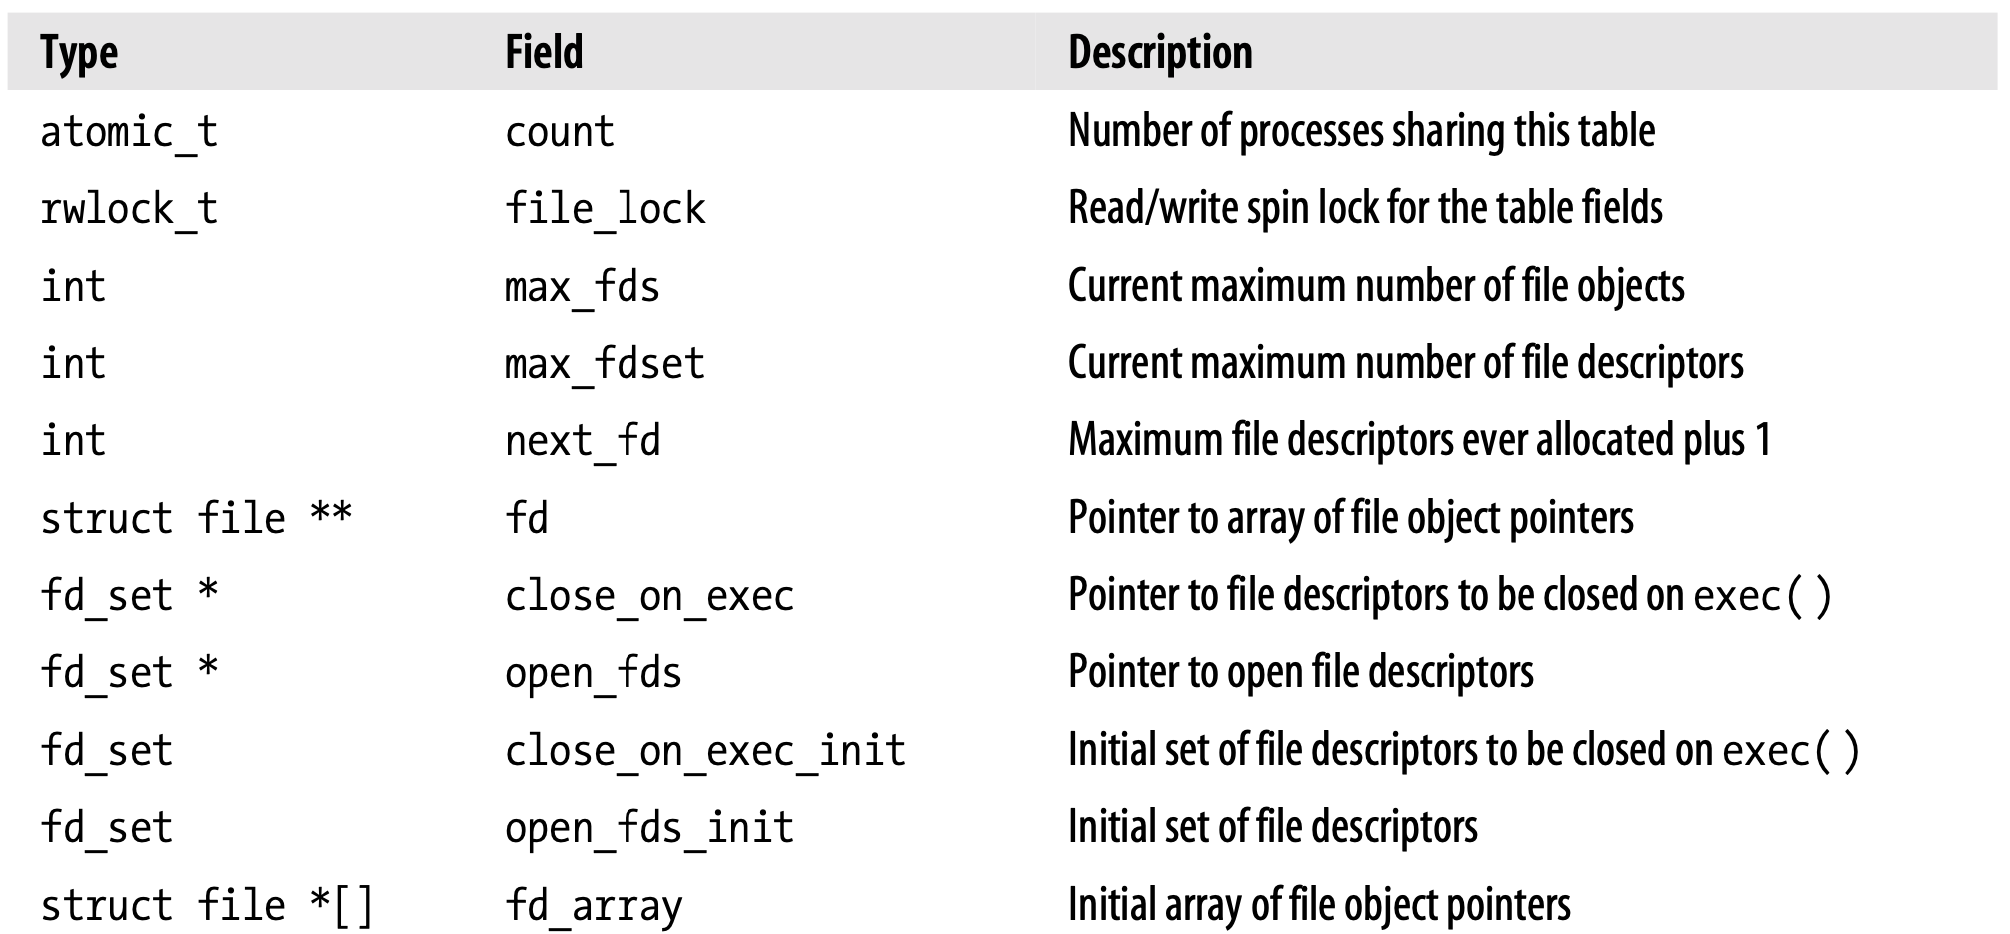 Type Field Description
atomic_t count Number of processes sharing this table
rwlock_t file_lock Read/write spin lock for the table fields
int max_fds Current maximum number of file objects
int max_fdset Current maximum number of file descriptors
int next_fd Maximum file descriptors ever allocated plus 1
struct file ** fd Pointer to array of file object pointers
fd_set * close_on_exec Pointer to file descriptors to be closed on exec( )
fd_set * open_fds Pointer to open file descriptors
fd_set close_on_exec_init Initial set of file descriptors to be closed on exec( )
fd_set open_fds_init Initial set of file descriptors
struct file *[] fd_array Initial array of file object pointers